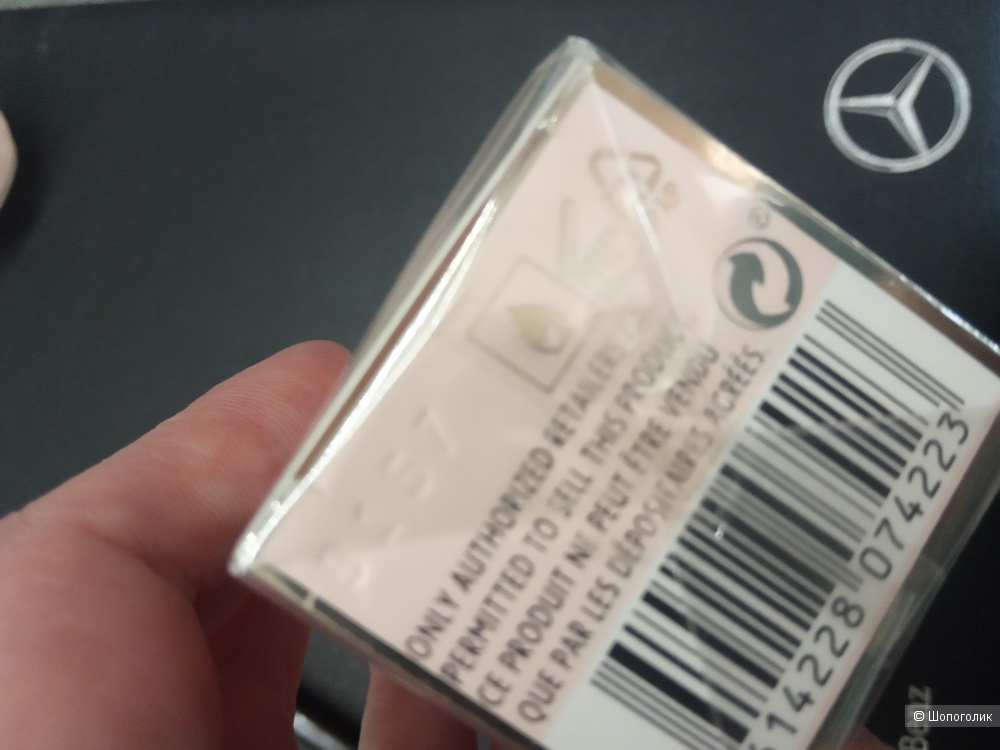 ONLY AUTHORIZED RETAILERS
PERMITTED TO SELL THIS PRODUCT.
CE PRODUIT NE PEUT ÊTRE VENDU
QUE PAR LES DÉPOSITAIRES AGRÉÉS.
®
14228 074223
© Шопоголик